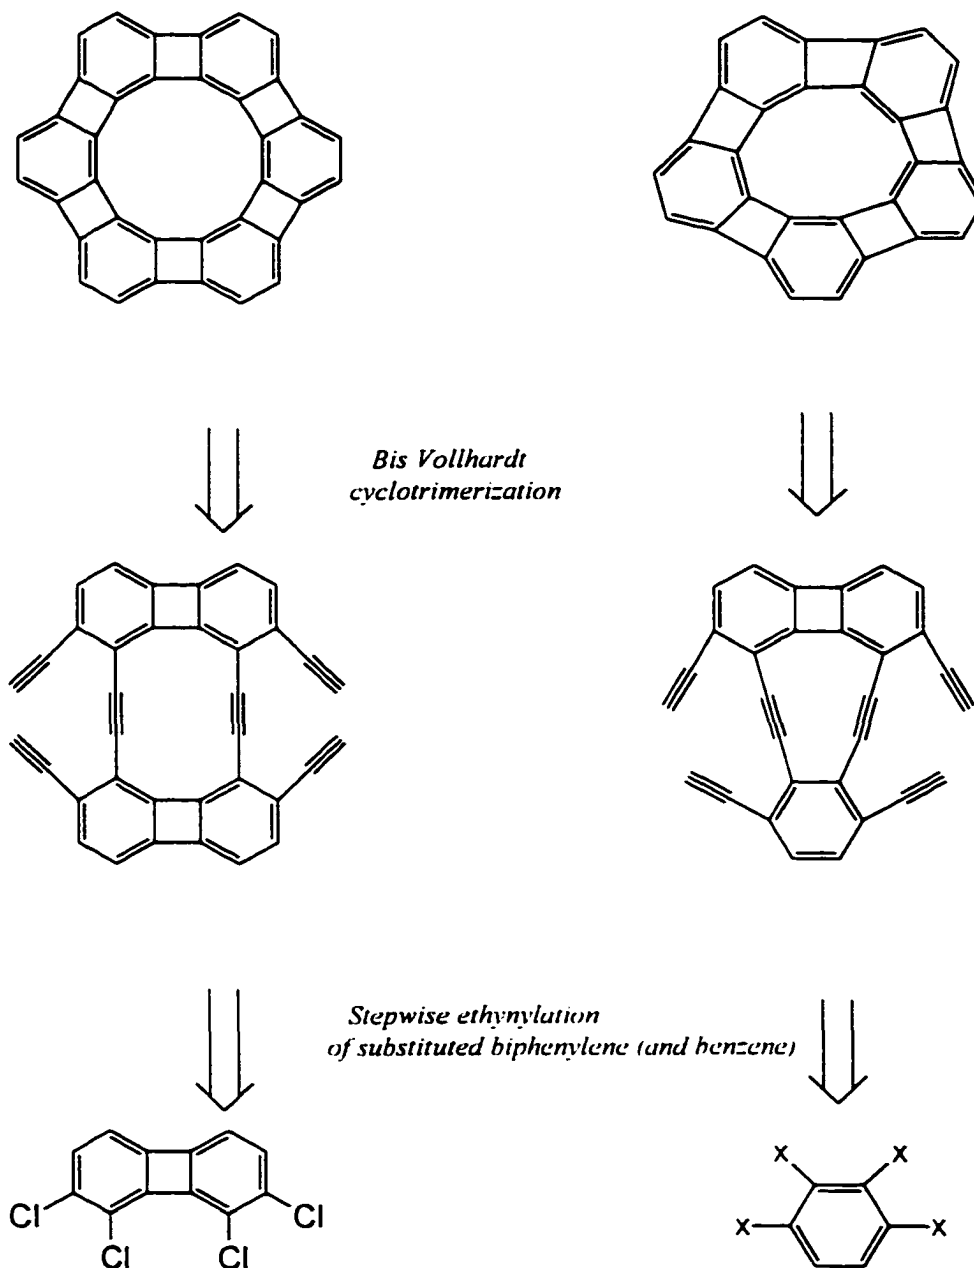 Bis Vollhardt
cyclotrimerization
Stepwise ethynylation
of substituted biphenylene (and benzene)
Cl
Cl
Cl
Cl
X
X
X
X